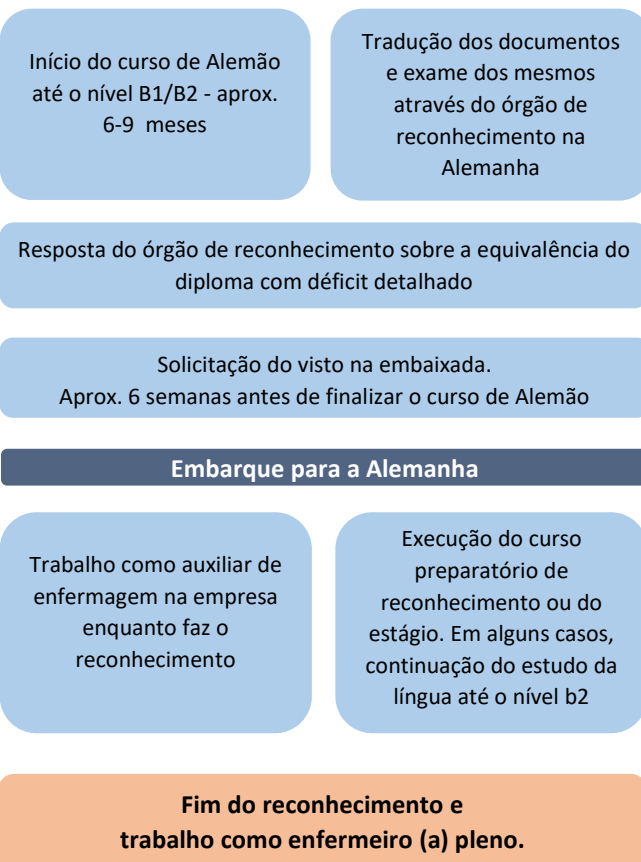 Início do curso de Alemão
até o nível B1/B2 - aprox.
6-9 meses
Tradução dos documentos
e exame dos mesmos
através do órgão de
reconhecimento na
Alemanha
Resposta do órgão de reconhecimento sobre a equivalência do
diploma com déficit detalhado
Solicitação do visto na embaixada.
Aprox. 6 semanas antes de finalizar o curso de Alemão
Embarque para a Alemanha
Trabalho como auxiliar de
enfermagem na empresa
enquanto faz o
reconhecimento
Execução do curso
preparatório de
reconhecimento ou do
estágio. Em alguns casos,
continuação do estudo da
língua até o nível b2
Fim do reconhecimento e
trabalho como enfermeiro (a) pleno.